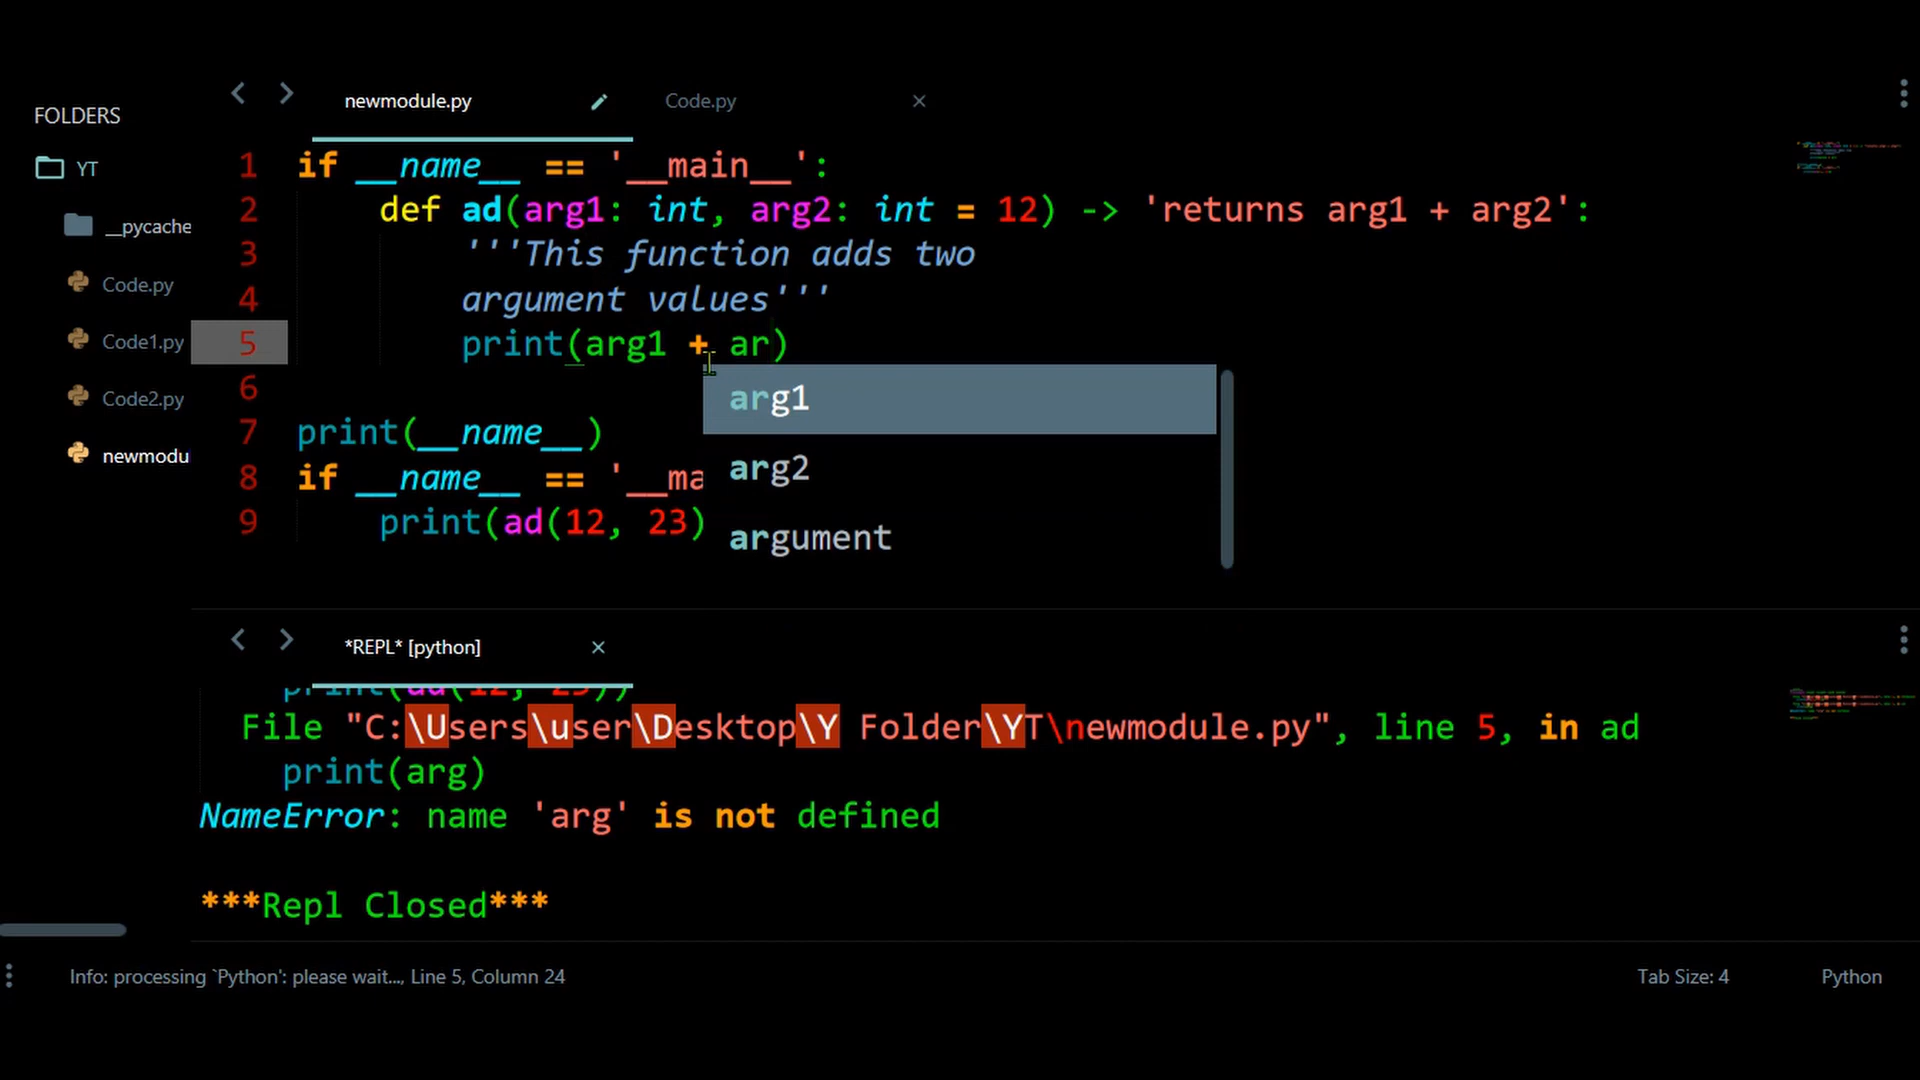 FOLDERS
YT
__pycache
Code.py
Code1.py
Code2.py
newmodu
newmodule.py
Code.py
1 if __name__ == '__main__':
2 def ad(arg1: int, arg2: int = 12) -> 'returns arg1 + arg2':
3 '''This function adds two
4 argument values'''
5 print(arg1 + ar)
6
7 print(__name__)
8 if __name__ == '__ma
9 print(ad(12, 23)
arg1
arg2
argument
*REPL* [python]
print(ad(12, 23))
File "C:\Users\user\Desktop\Y Folder\YT\newmodule.py", line 5, in ad
print(arg)
NameError: name 'arg' is not defined
***Repl Closed***
Info: processing `Python': please wait..., Line 5, Column 24
Tab Size: 4
Python